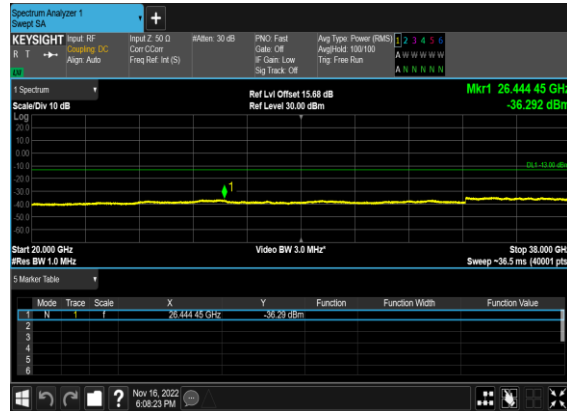 Spectrum Analyzer 1
Swept SA
KEYSIGHT Input: RF Input Z: 50 Ω #Atten: 30 dB PNO: Fast Avg Type: Power (RMS) 1 2 3 4 5 6
R T Coupling: DC Corr CCorr Gate: Off Avg|Hold: 100/100 A W W W W W
Align: Auto Freq Ref: Int (S) IF Gain: Low Trig: Free Run
Sig Track: Off A N N N N N
1 Spectrum
Ref Lvl Offset 15.68 dB Mkr1 26.444 45 GHz
Scale/Div 10 dB Ref Level 30.00 dBm -36.292 dBm
Log
20.0
10.0
0.00
-10.0
DL1 -13.00 dBm
-20.0
-30.0
1
-40.0
-50.0
-60.0
Start 20.000 GHz Video BW 3.0 MHz* Stop 38.000 GHz
#Res BW 1.0 MHz Sweep ~36.5 ms (40001 pts)
5 Marker Table
Mode Trace Scale X Y Function Function Width Function Value
1 N 1 f 26.444 45 GHz -36.29 dBm
2
3
4
5
6
?
Nov 16, 2022
6:08:23 PM